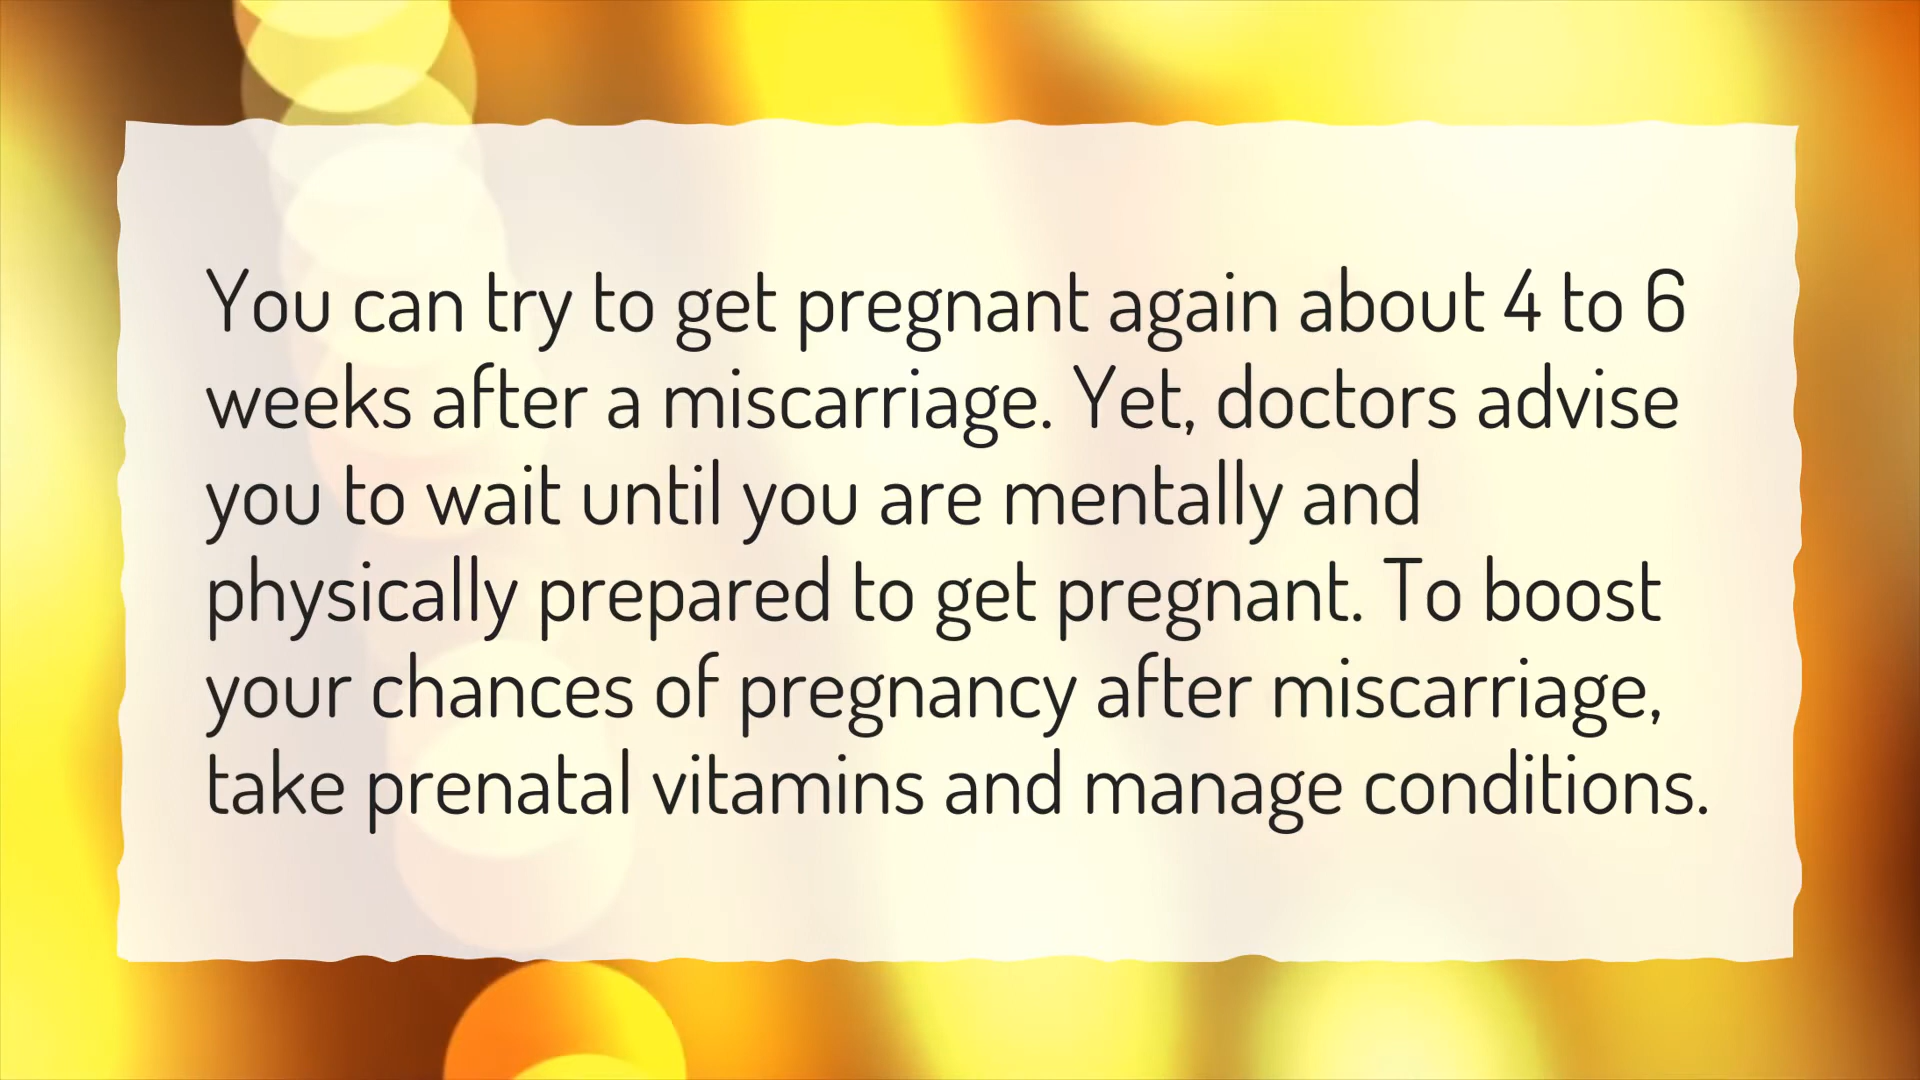 You can try to get pregnant again about 4 to 6
weeks after a miscarriage. Yet, doctors advise
you to wait until you are mentally and
physically prepared to get pregnant. To boost
your chances of pregnancy after miscarriage,
take prenatal vitamins and manage conditions.